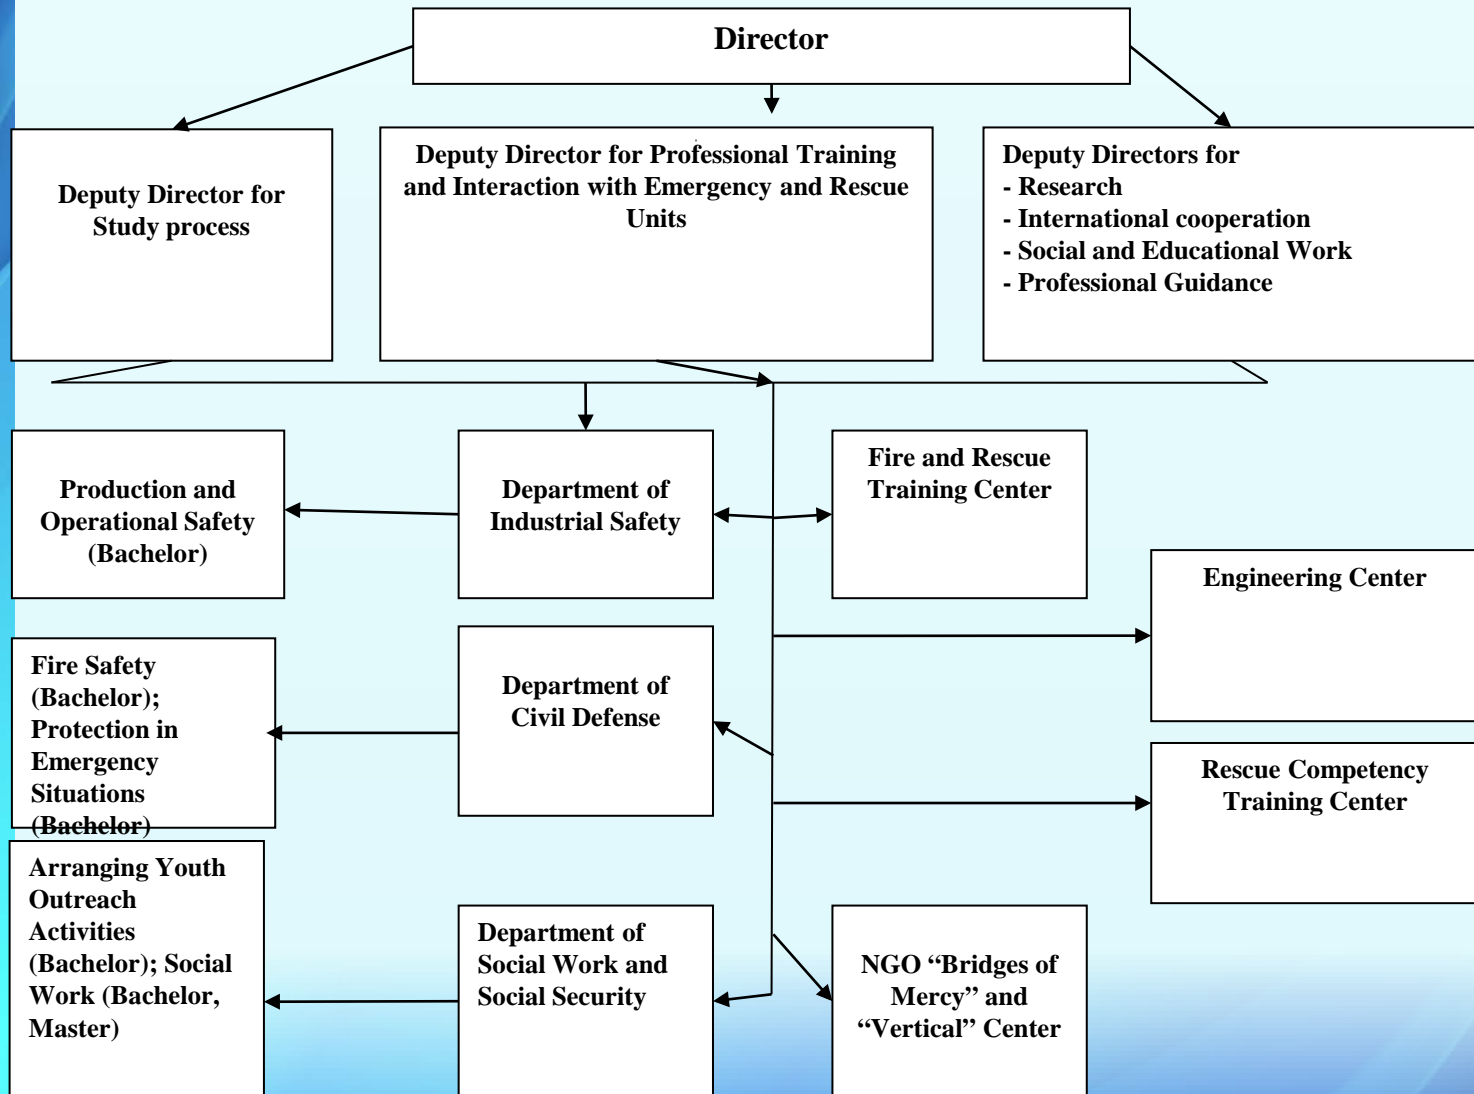 Director
Deputy Director for
Study process
Deputy Director for Professional Training
and Interaction with Emergency and Rescue
Units
Deputy Directors for
- Research
- International cooperation
- Social and Educational Work
- Professional Guidance
Production and
Operational Safety
(Bachelor)
Department of
Industrial Safety
Fire and Rescue
Training Center
Engineering Center
Fire Safety
(Bachelor);
Protection in
Emergency
Situations
(Bachelor)
Department of
Civil Defense
Rescue Competency
Training Center
Arranging Youth
Outreach
Activities
(Bachelor); Social
Work (Bachelor,
Master)
Department of
Social Work and
Social Security
NGO “Bridges of
Mercy” and
“Vertical” Center